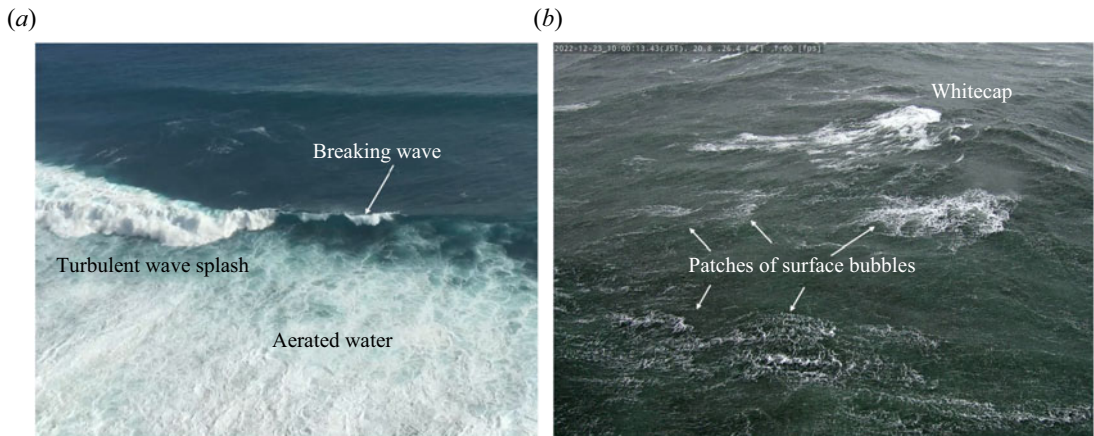 (a)
(b)
2022-12-23_10:00:13.43(JST). 20.8 .26.4 [oC] .7.00 [fps]
Whitecap
Breaking wave
Turbulent wave splash
Patches of surface bubbles
Aerated water